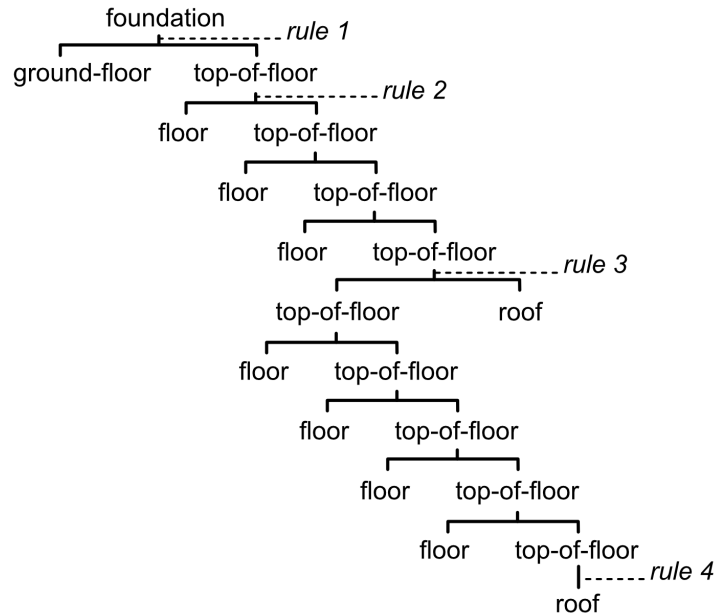 foundation
rule 1
ground-floor top-of-floor
rule 2
floor top-of-floor
floor top-of-floor
floor top-of-floor
rule 3
top-of-floor roof
floor top-of-floor
floor top-of-floor
floor top-of-floor
floor top-of-floor
rule 4
roof